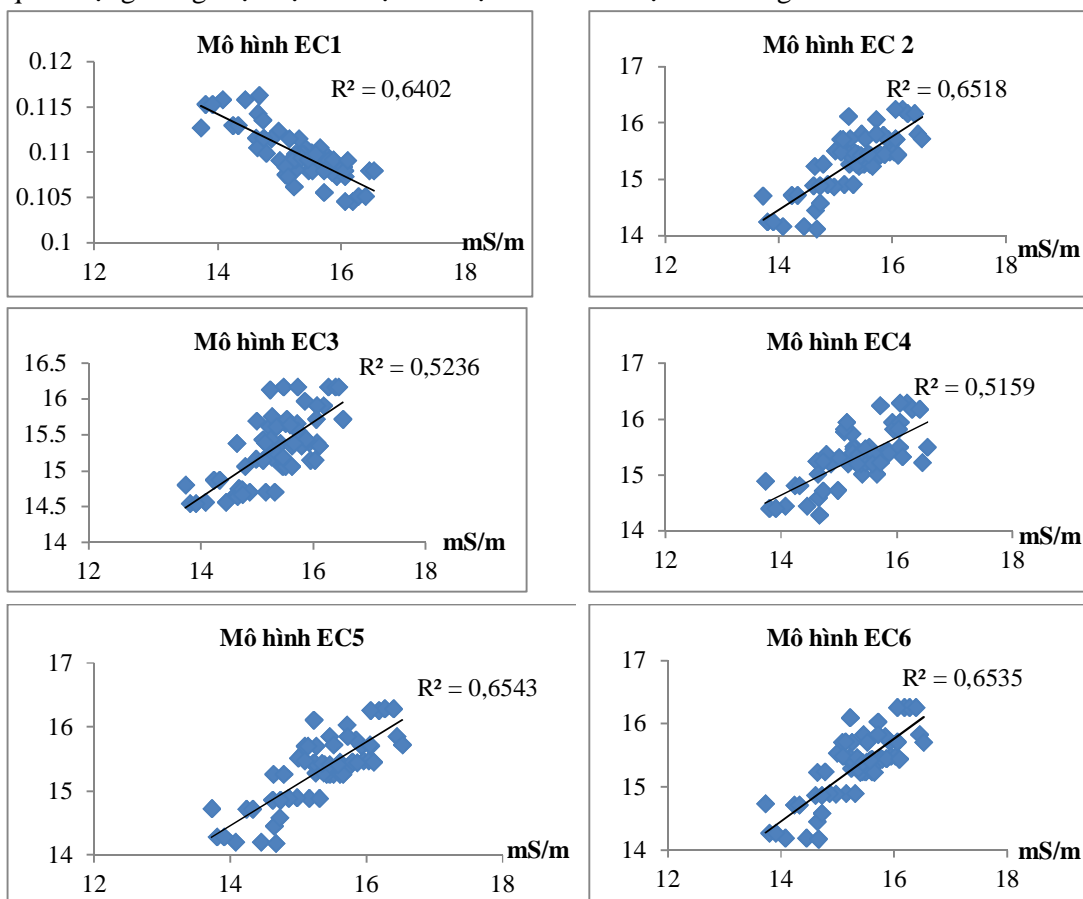 Mô hình EC1
R² = 0,6402
0.12
0.115
0.11
0.105
0.1
12 14 16 18
mS/m
Mô hình EC 2
R² = 0,6518
17
16
15
14
12 14 16 18
mS/m
Mô hình EC3
R² = 0,5236
16.5
16
15.5
15
14.5
14
12 14 16 18
mS/m
Mô hình EC4
R² = 0,5159
17
16
15
14
12 14 16 18
mS/m
Mô hình EC5
R² = 0,6543
17
16
15
14
12 14 16 18
mS/m
Mô hình EC6
R² = 0,6535
17
16
15
14
12 14 16 18
mS/m